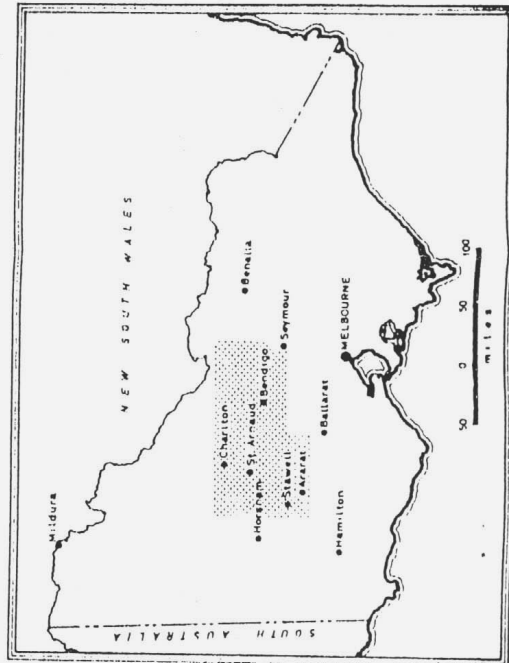 NEW SOUTH WALES
Mildura
SOUTH AUSTRALIA
Charlton
St. Arnaud
Horsham
Bendigo
Benalla
Stawell
Ararat
Seymour
Ballarat
Hamilton
MELBOURNE
50 0 50 100
miles